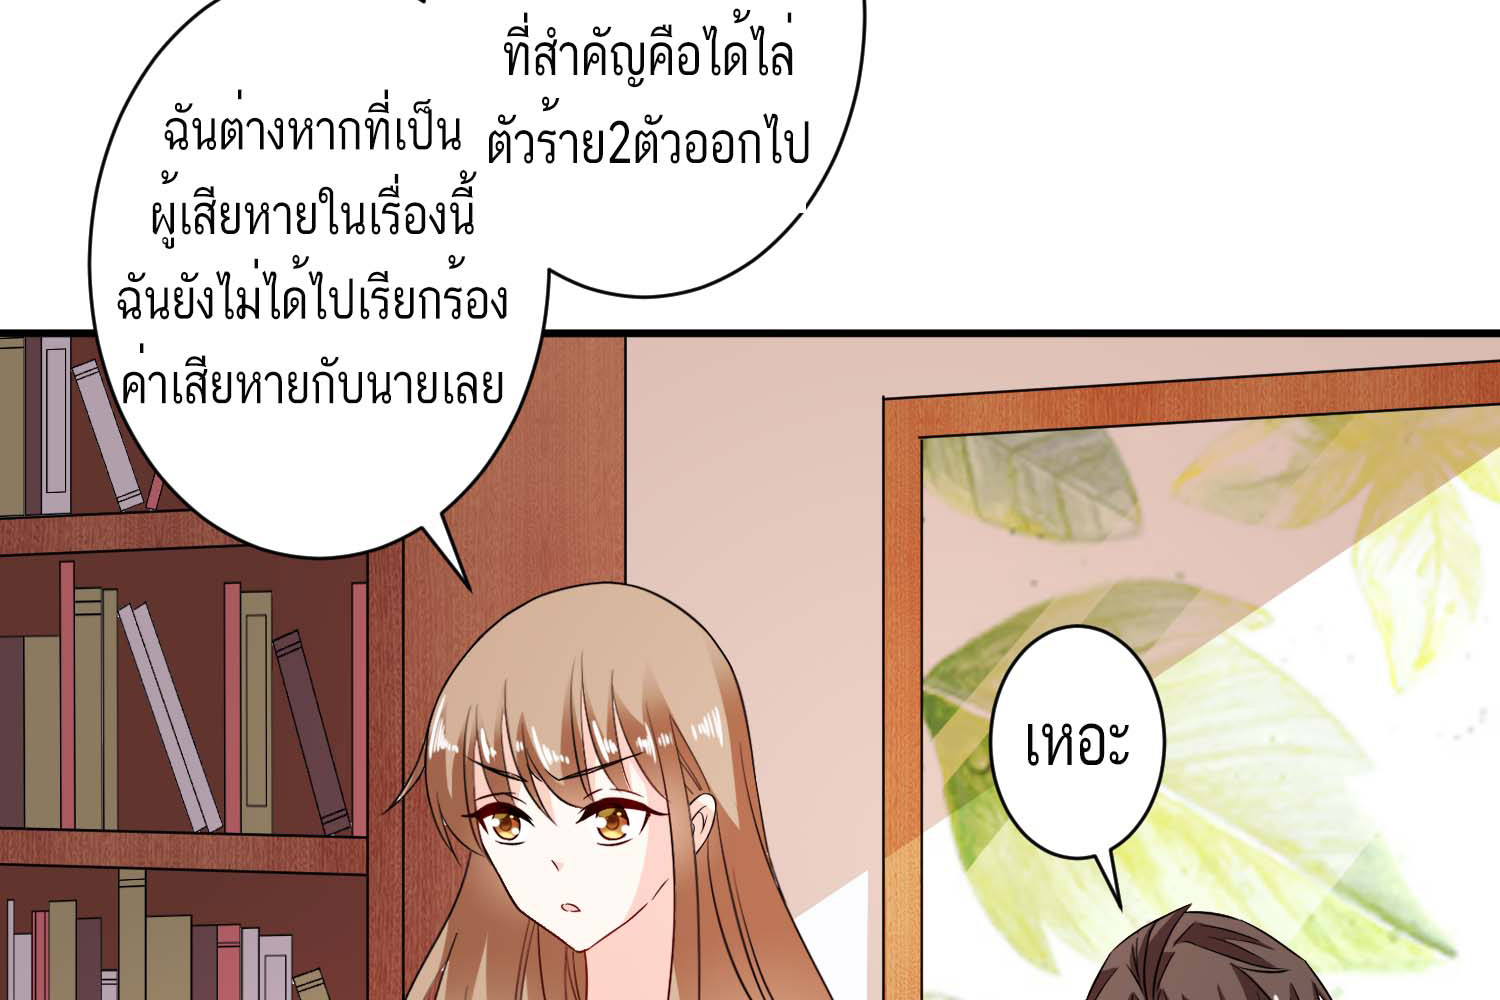 ที่สำคัญคือได้ไล่
ตัวร้าย2ตัวออกไป
ฉันต่างหากที่เป็น
ผู้เสียหายในเรื่องนี้
ฉันยังไม่ได้ไปเรียกร้อง
ค่าเสียหายกับนายเลย
เหอะ